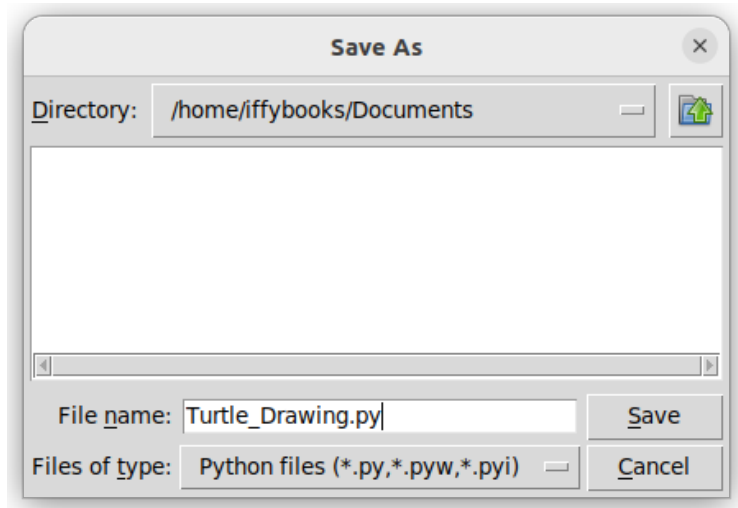 Save As
Directory: /home/iffybooks/Documents
File name: Turtle_Drawing.py Save
Files of type: Python files (*.py,*.pyw,*.pyi) Cancel